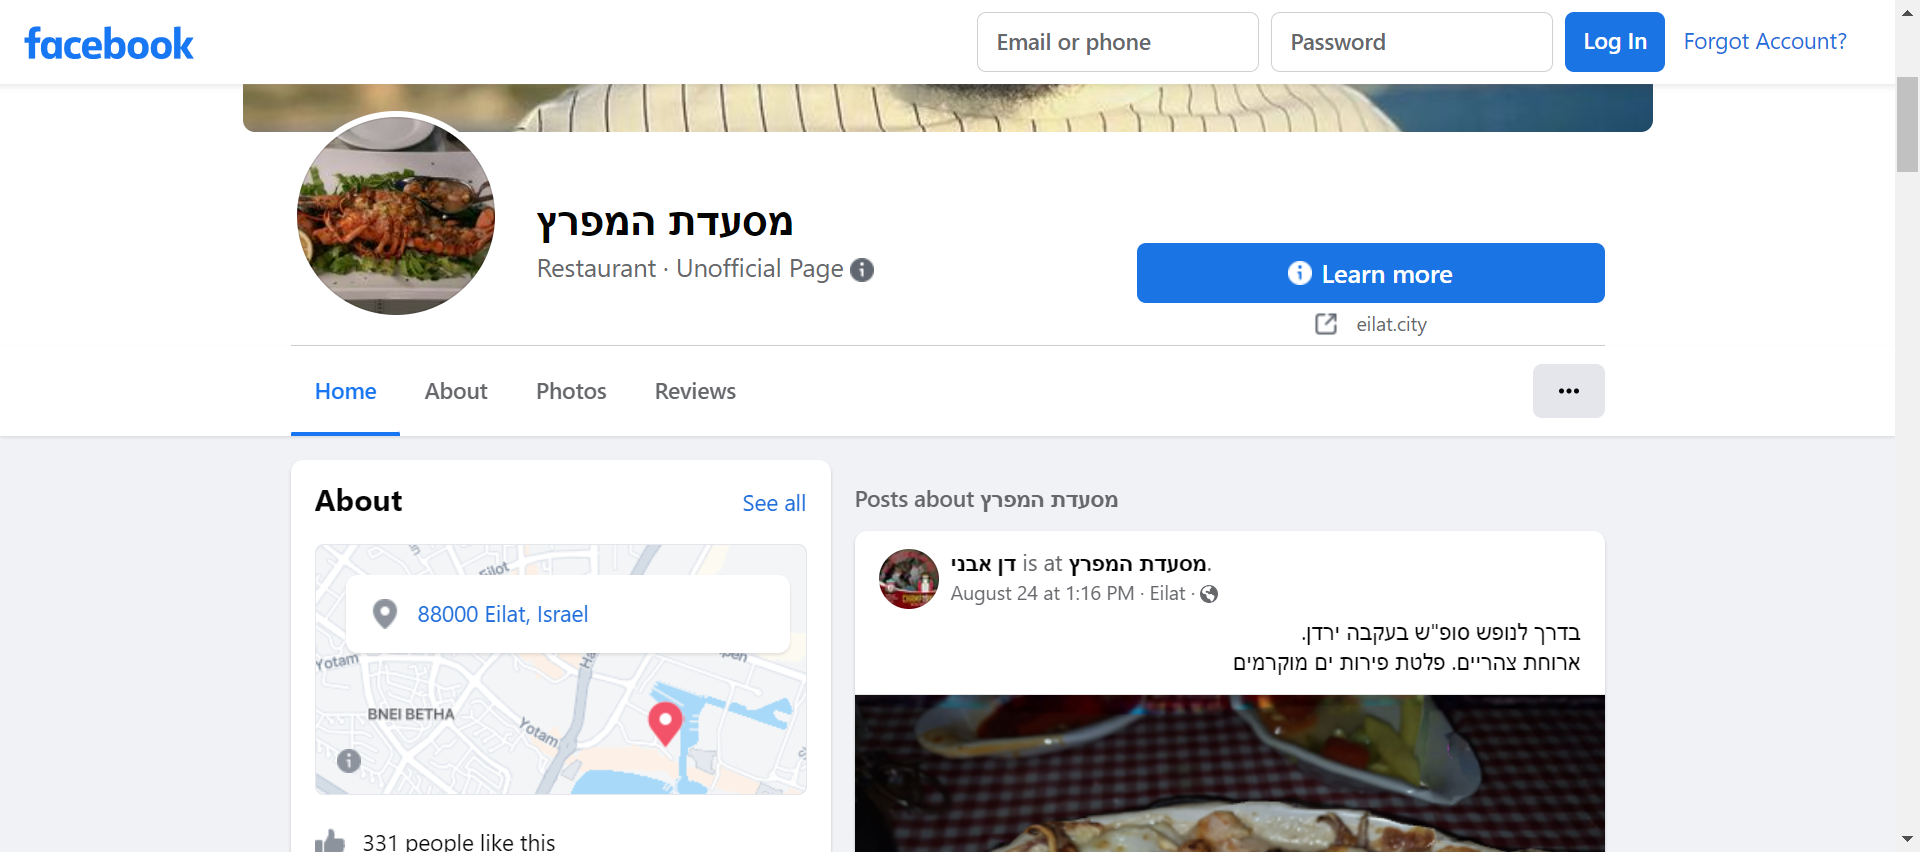 facebook
Email or phone
Password
Log In
Forgot Account?
מסעדת המפרץ
Restaurant · Unofficial Page
Learn more
eilat.city
Home
About
Photos
Reviews
About
See all
Eilot
88000 Eilat, Israel
Yotam
BNEI BETHA
Yotam
331 people like this
Posts about מסעדת המפרץ
דן אבני is at מסעדת המפרץ.
August 24 at 1:16 PM · Eilat ·
בדרך לנופש סופ"ש בעקבה ירדן.
ארוחת צהריים. פלטת פירות ים מוקרמים